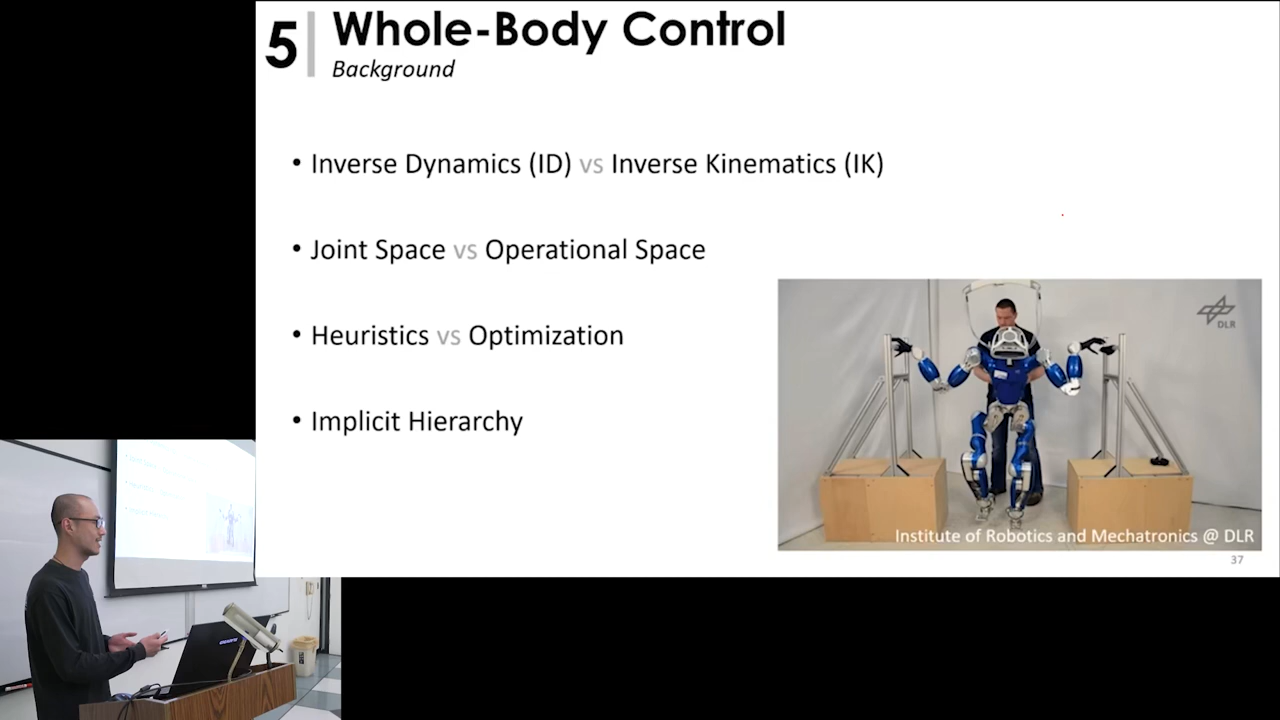 5
Whole-Body Control
Background
• Inverse Dynamics (ID) vs Inverse Kinematics (IK)
• Joint Space vs Operational Space
• Heuristics vs Optimization
• Implicit Hierarchy
DLR
Institute of Robotics and Mechatronics @ DLR
37